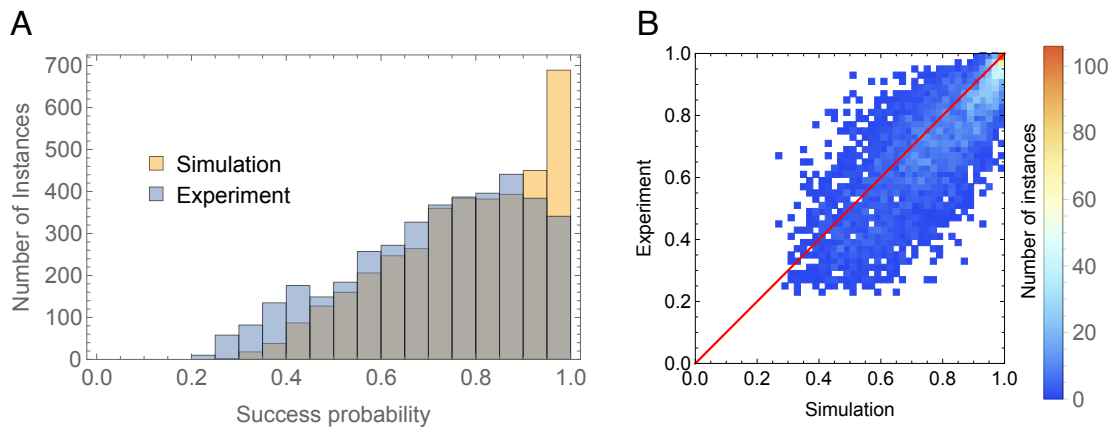 A
Number of Instances
700
600
500
400
300
200
100
0
0.0 0.2 0.4 0.6 0.8 1.0
Success probability
Simulation
Experiment
B
Experiment
1.0
0.8
0.6
0.4
0.2
0.0
0.0 0.2 0.4 0.6 0.8 1.0
Simulation
Number of instances
100
80
60
40
20
0